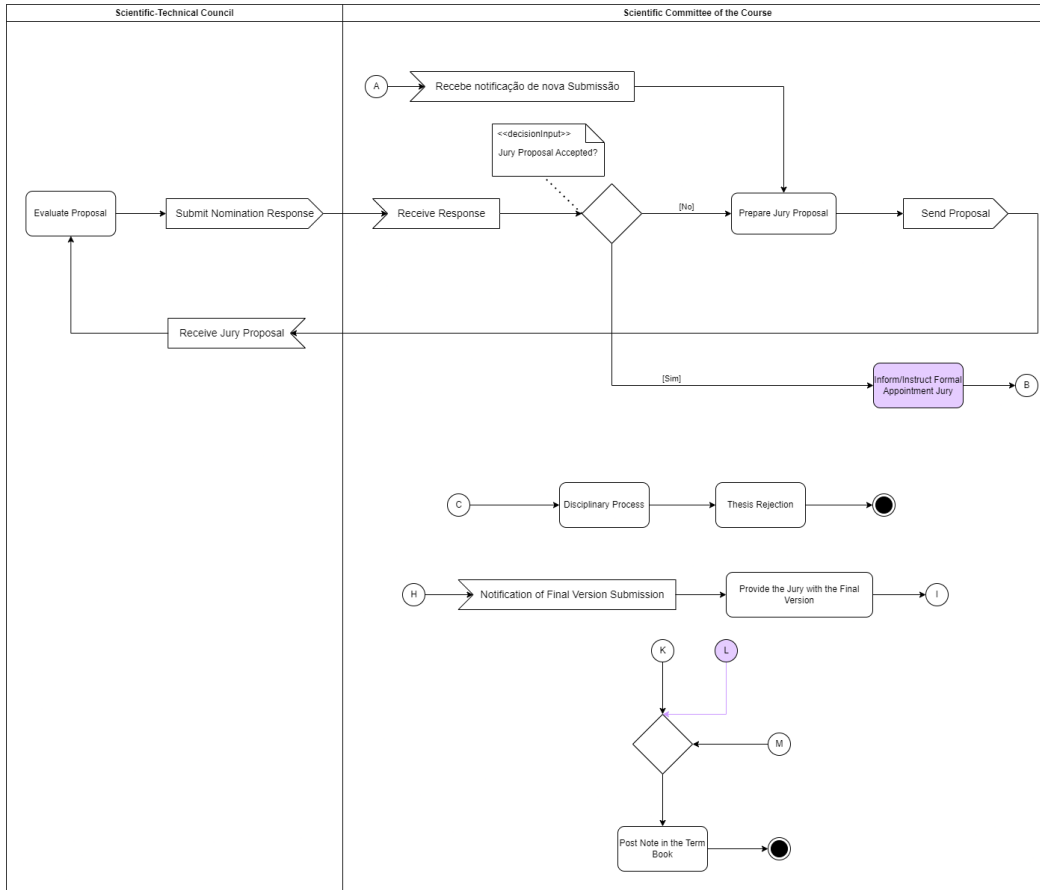 Scientific-Technical Council
Scientific Committee of the Course
A
Recebe notificação de nova Submissão
<<decisionInput>>
Jury Proposal Accepted?
Evaluate Proposal
Submit Nomination Response
Receive Response
[No]
Prepare Jury Proposal
Send Proposal
Receive Jury Proposal
[Sim]
Inform/Instruct Formal
Appointment Jury
B
C
Disciplinary Process
Thesis Rejection
H
Notification of Final Version Submission
Provide the Jury with the Final
Version
I
K
L
M
Post Note in the Term
Book